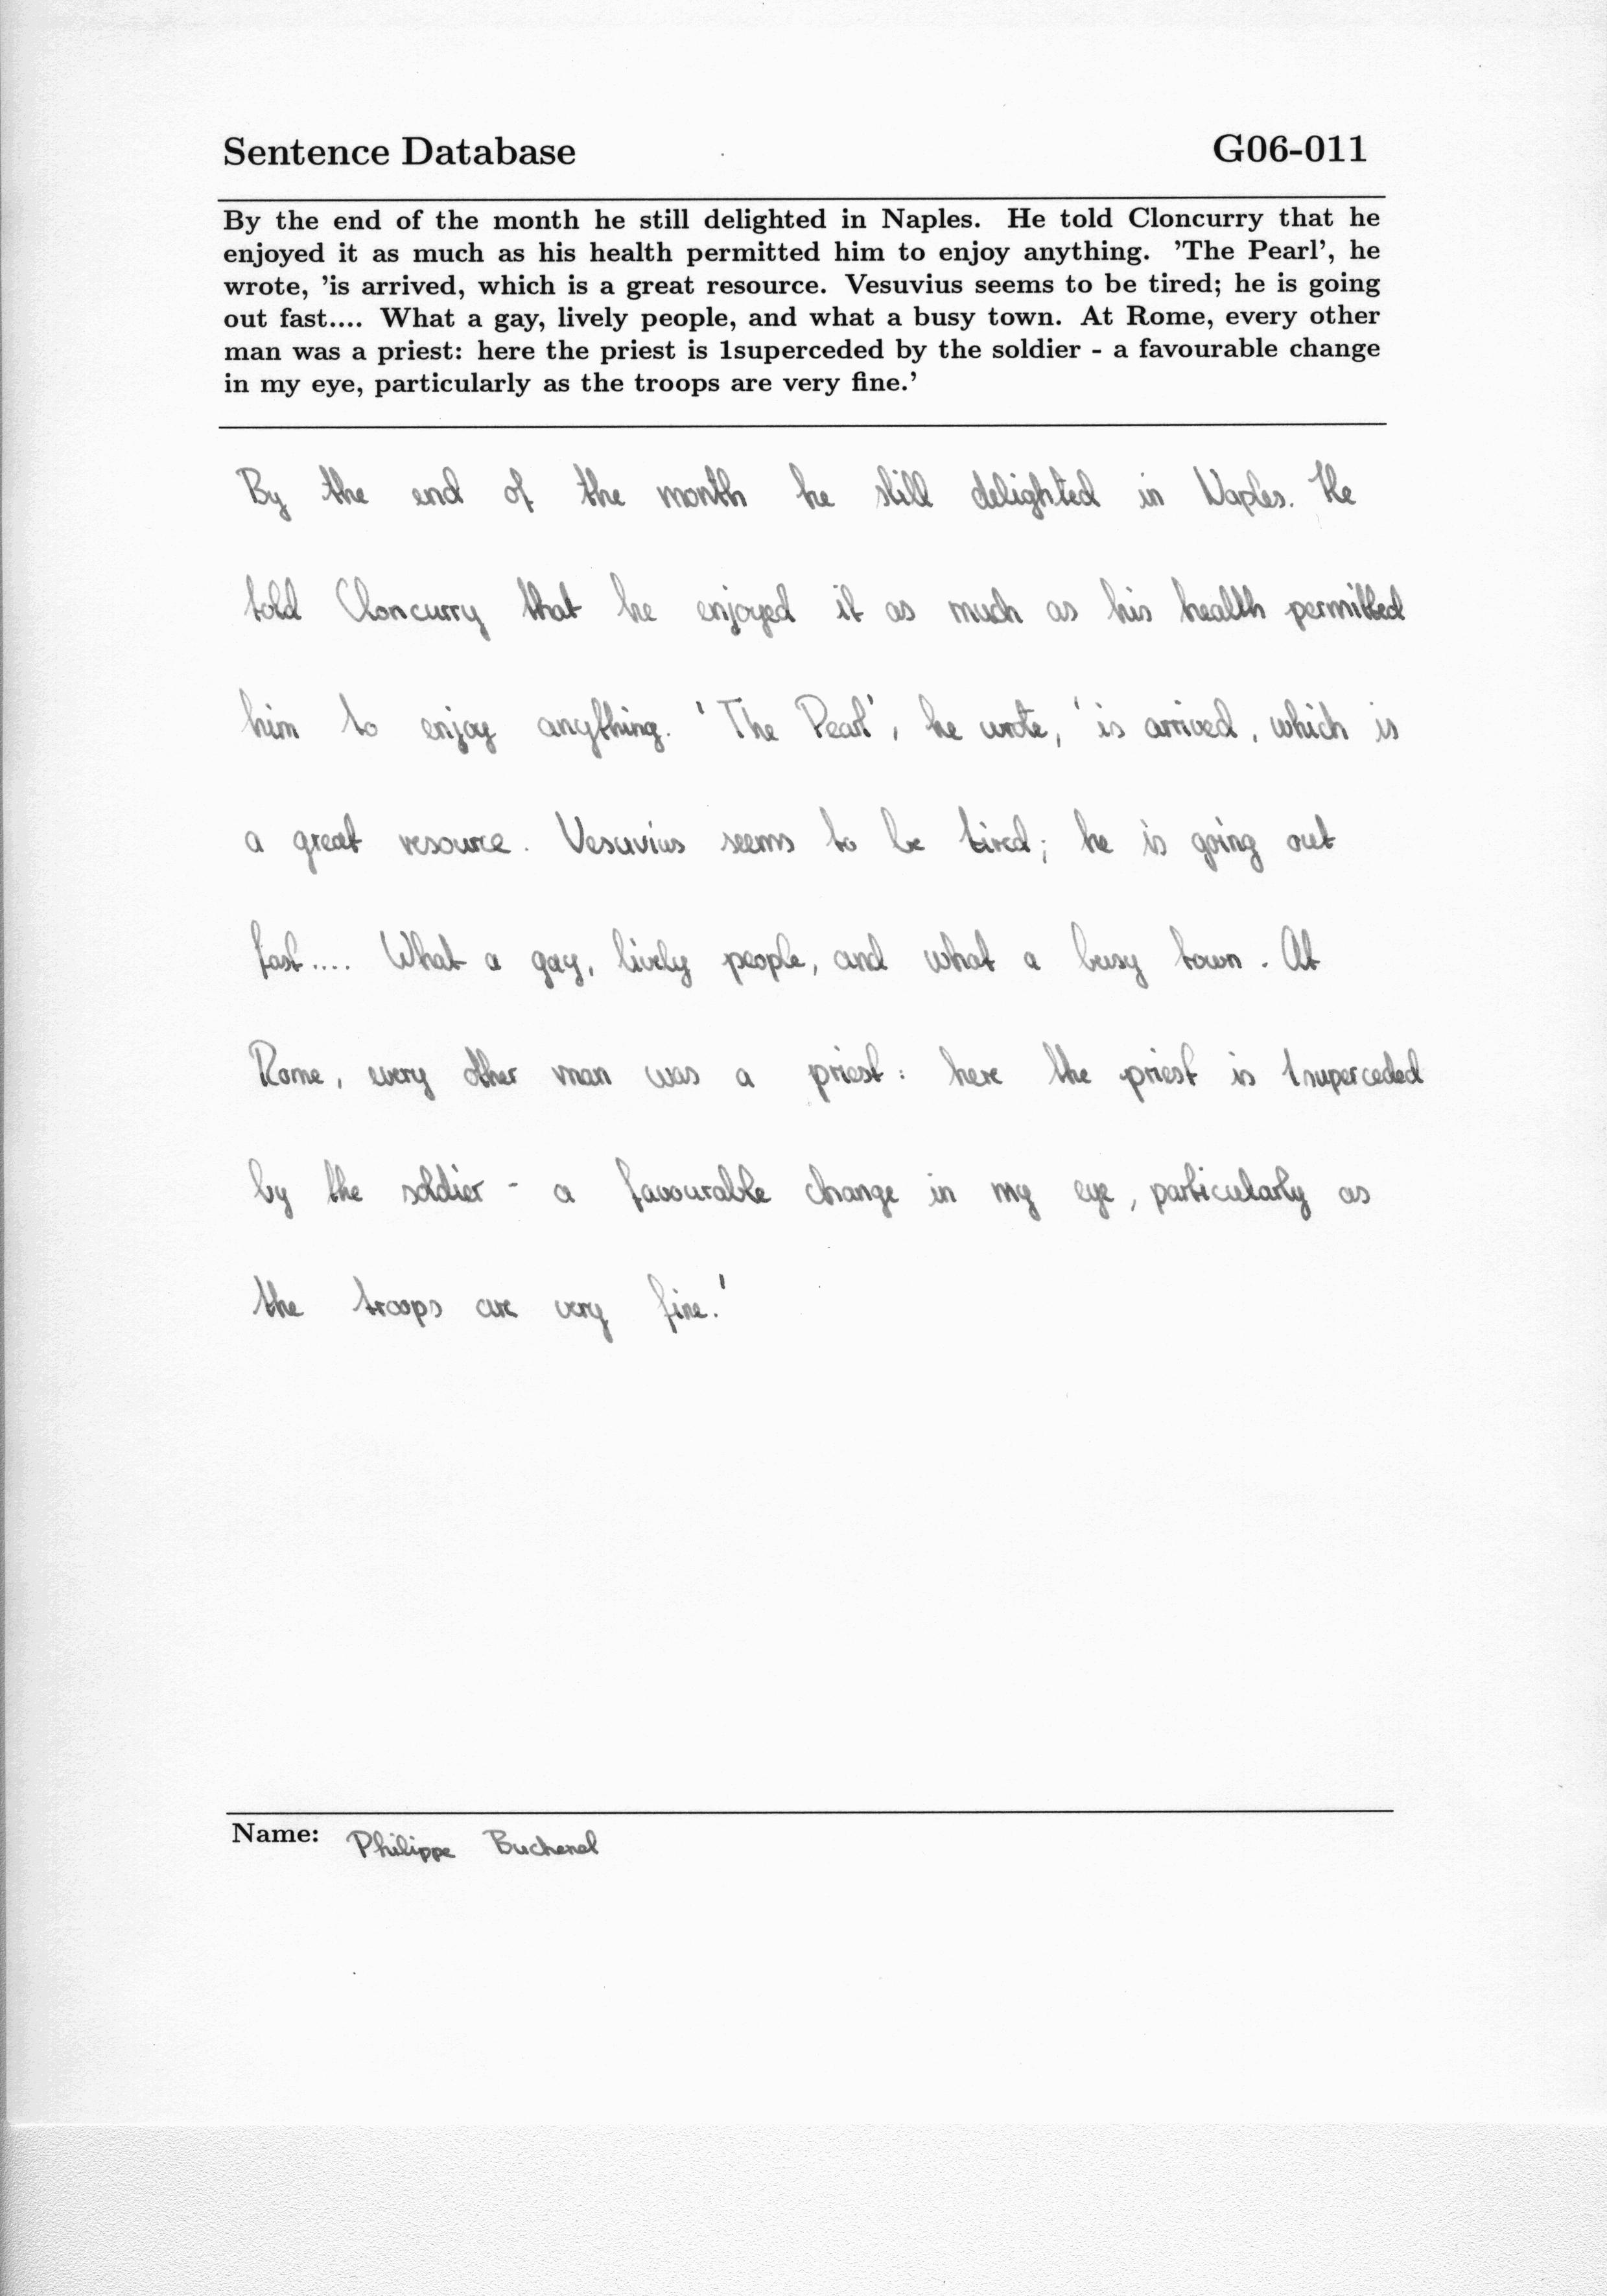 Sentence Database G06-011
By the end of the month he still delighted in Naples. He told Cloncurry that he
enjoyed it as much as his health permitted him to enjoy anything. 'The Pearl', he
wrote, 'is arrived, which is a great resource. Vesuvius seems to be tired; he is going
out fast.... What a gay, lively people, and what a busy town. At Rome, every other
man was a priest: here the priest is 1superceded by the soldier - a favourable change
in my eye, particularly as the troops are very fine.'
By the end of the month he still delighted in Naples. He
told Cloncurry that he enjoyed it as much as his health permitted
him to enjoy anything. 'The Pearl', he wrote, 'is arrived, which is
a great resource. Vesuvius seems to be tired; he is going out
fast.... What a gay, lively people, and what a busy town. At
Rome, every other man was a priest: here the priest is 1superceded
by the soldier - a favourable change in my eye, particularly as
the troops are very fine.'
Name: Philippe Buchenel